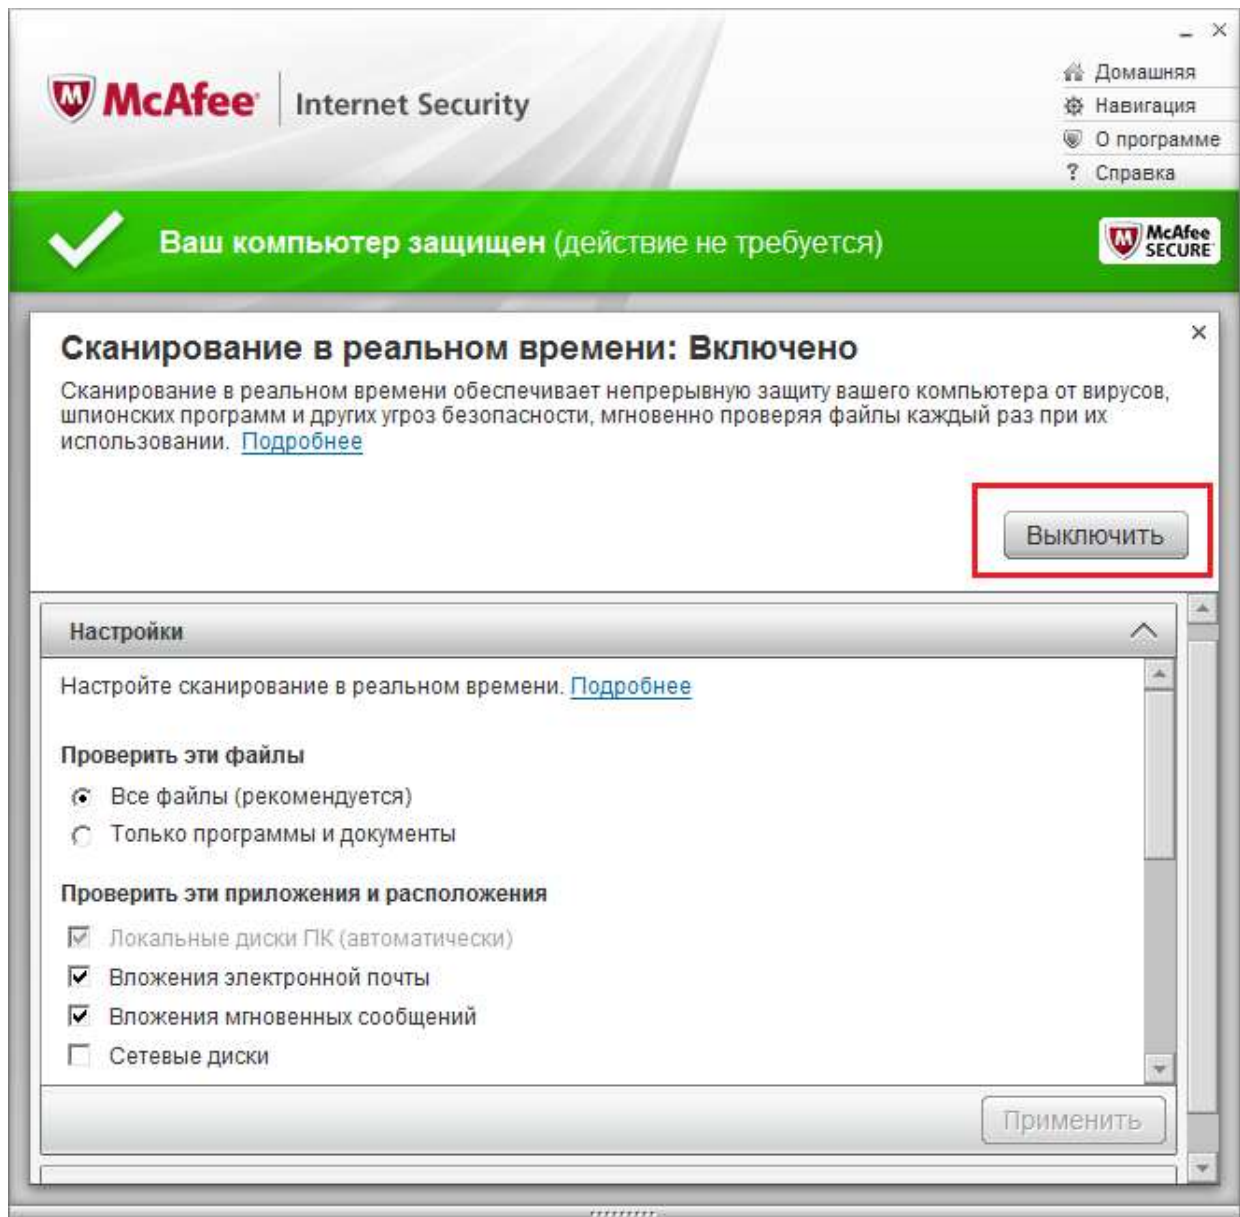 McAfee Internet Security
Домашняя
Навигация
О программе
? Справка
Ваш компьютер защищен (действие не требуется)
McAfee
SECURE
Сканирование в реальном времени: Включено
Сканирование в реальном времени обеспечивает непрерывную защиту вашего компьютера от вирусов,
шпионских программ и других угроз безопасности, мгновенно проверяя файлы каждый раз при их
использовании. Подробнее
Выключить
Настройки
Настройте сканирование в реальном времени. Подробнее
Проверить эти файлы
Все файлы (рекомендуется)
Только программы и документы
Проверить эти приложения и расположения
Локальные диски ПК (автоматически)
Вложения электронной почты
Вложения мгновенных сообщений
Сетевые диски
Применить